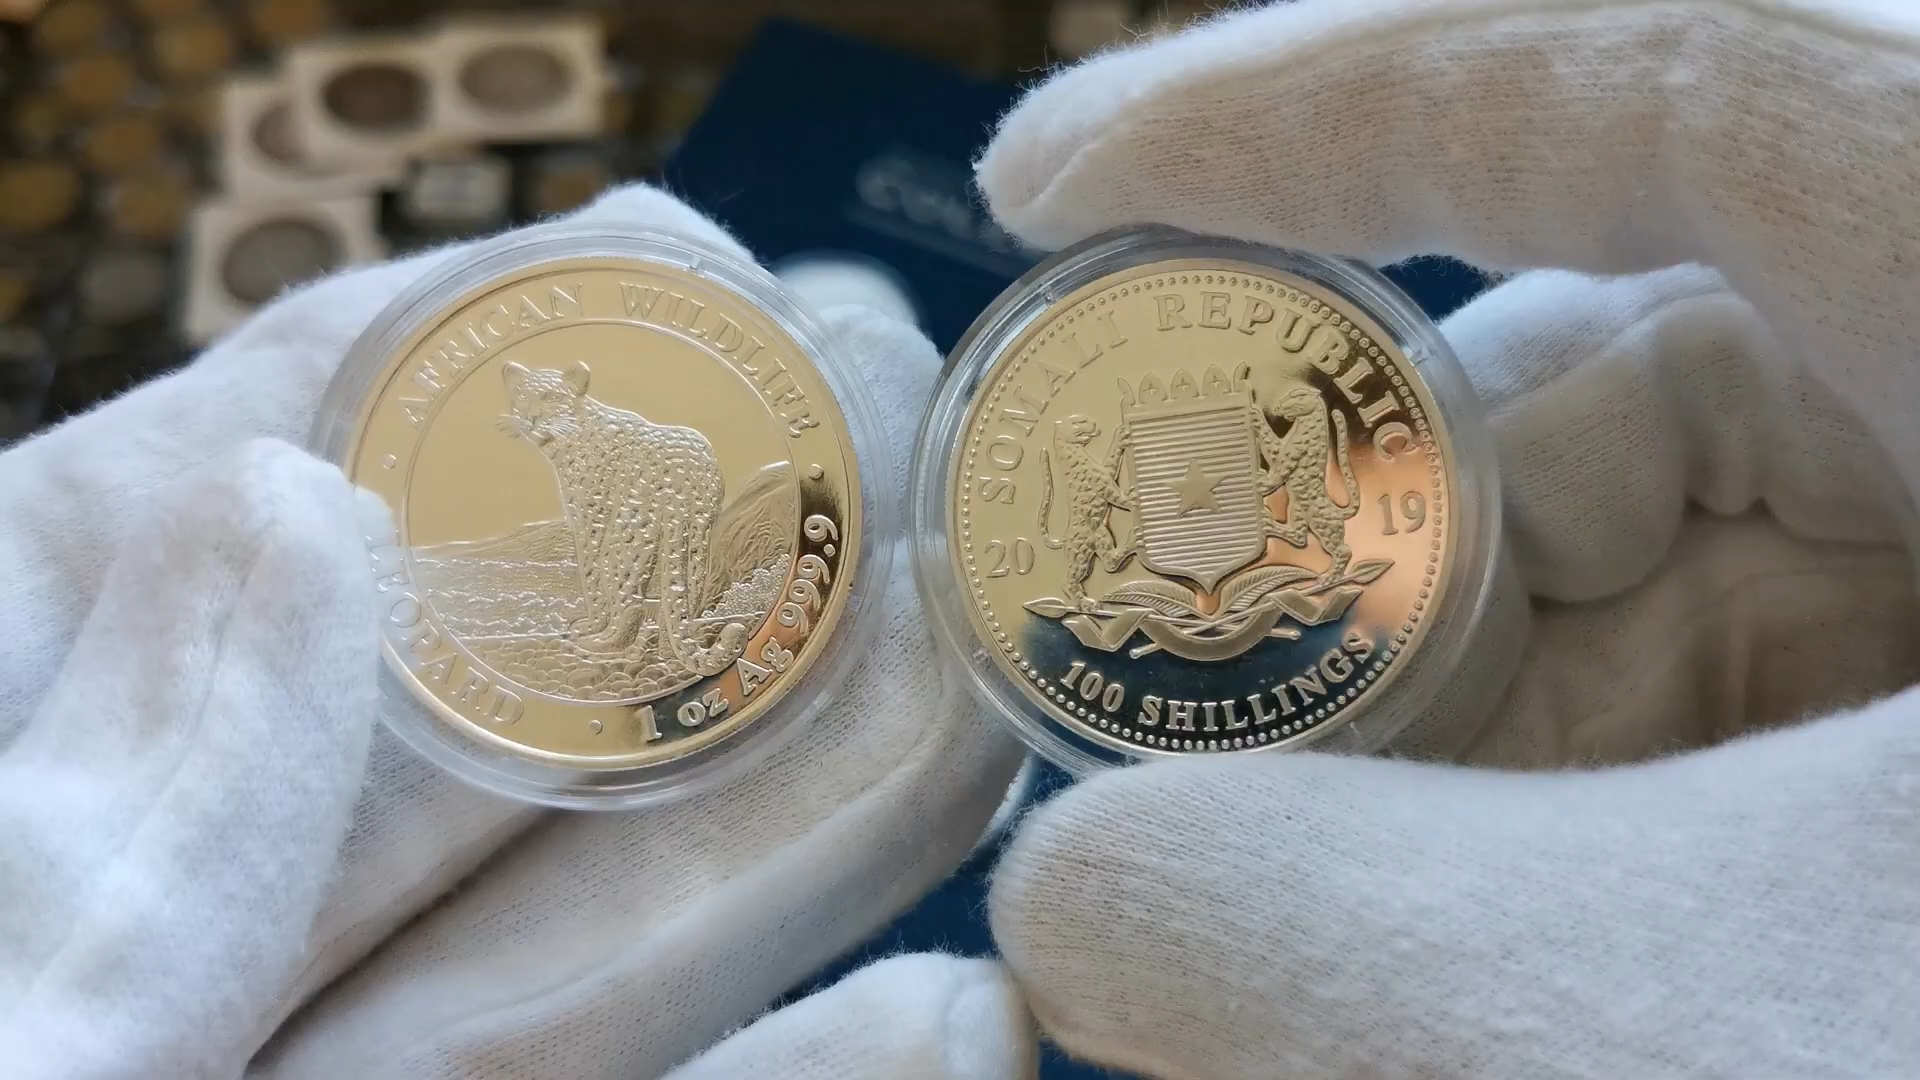 AFRICAN WILDLIFE
LEOPARD
1 oz Ag 999.9
SOMALI REPUBLIC
20 19
100 SHILLINGS